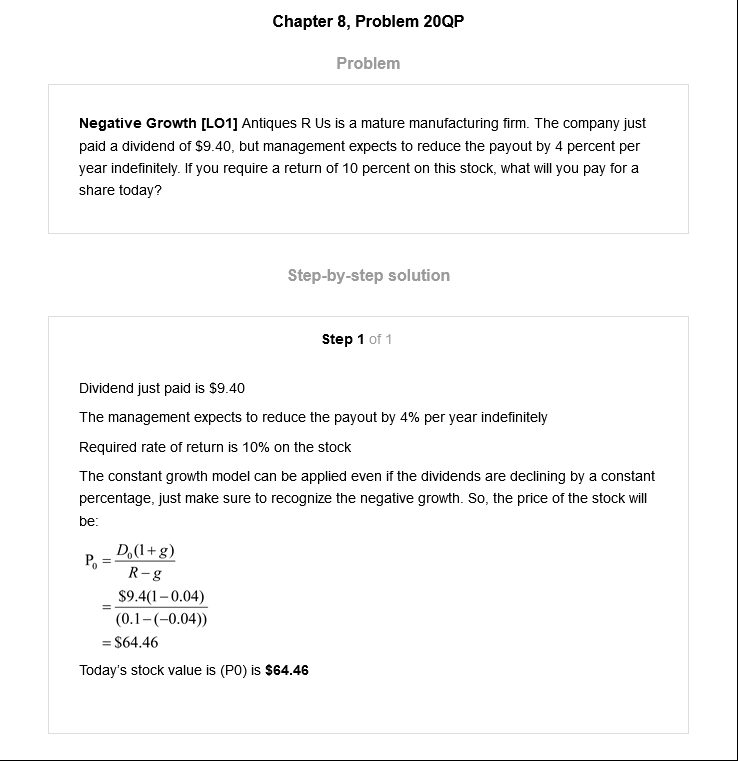 Chapter 8, Problem 20QP
Problem
Negative Growth [LO1] Antiques R Us is a mature manufacturing firm. The company just
paid a dividend of $9.40, but management expects to reduce the payout by 4 percent per
year indefinitely. If you require a return of 10 percent on this stock, what will you pay for a
share today?
Step-by-step solution
Step 1 of 1
Dividend just paid is $9.40
The management expects to reduce the payout by 4% per year indefinitely
Required rate of return is 10% on the stock
The constant growth model can be applied even if the dividends are declining by a constant
percentage, just make sure to recognize the negative growth. So, the price of the stock will
be:
P₀ = D₀(1+g)
R−g
= $9.4(1−0.04)
(0.1−(−0.04))
= $64.46
Today's stock value is (P0) is $64.46